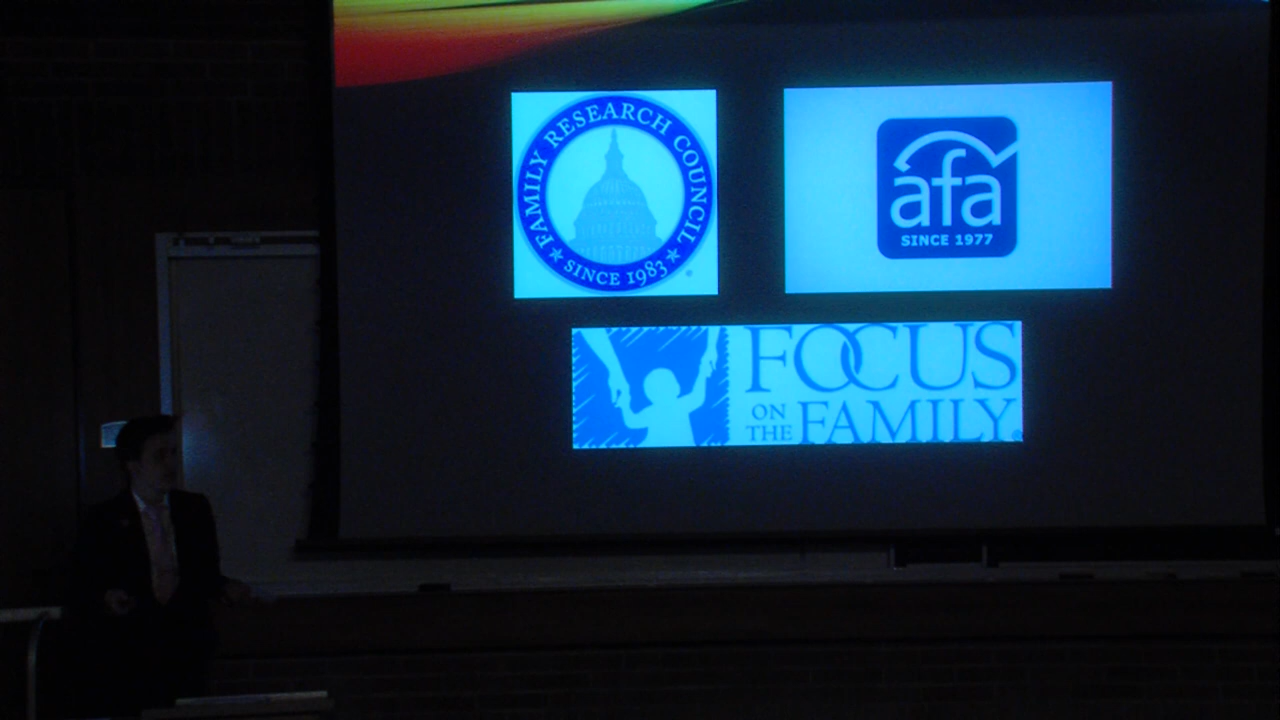 FAMILY RESEARCH COUNCIL
SINCE 1983
afa
SINCE 1977
FOCUS
ON
THE FAMILY.